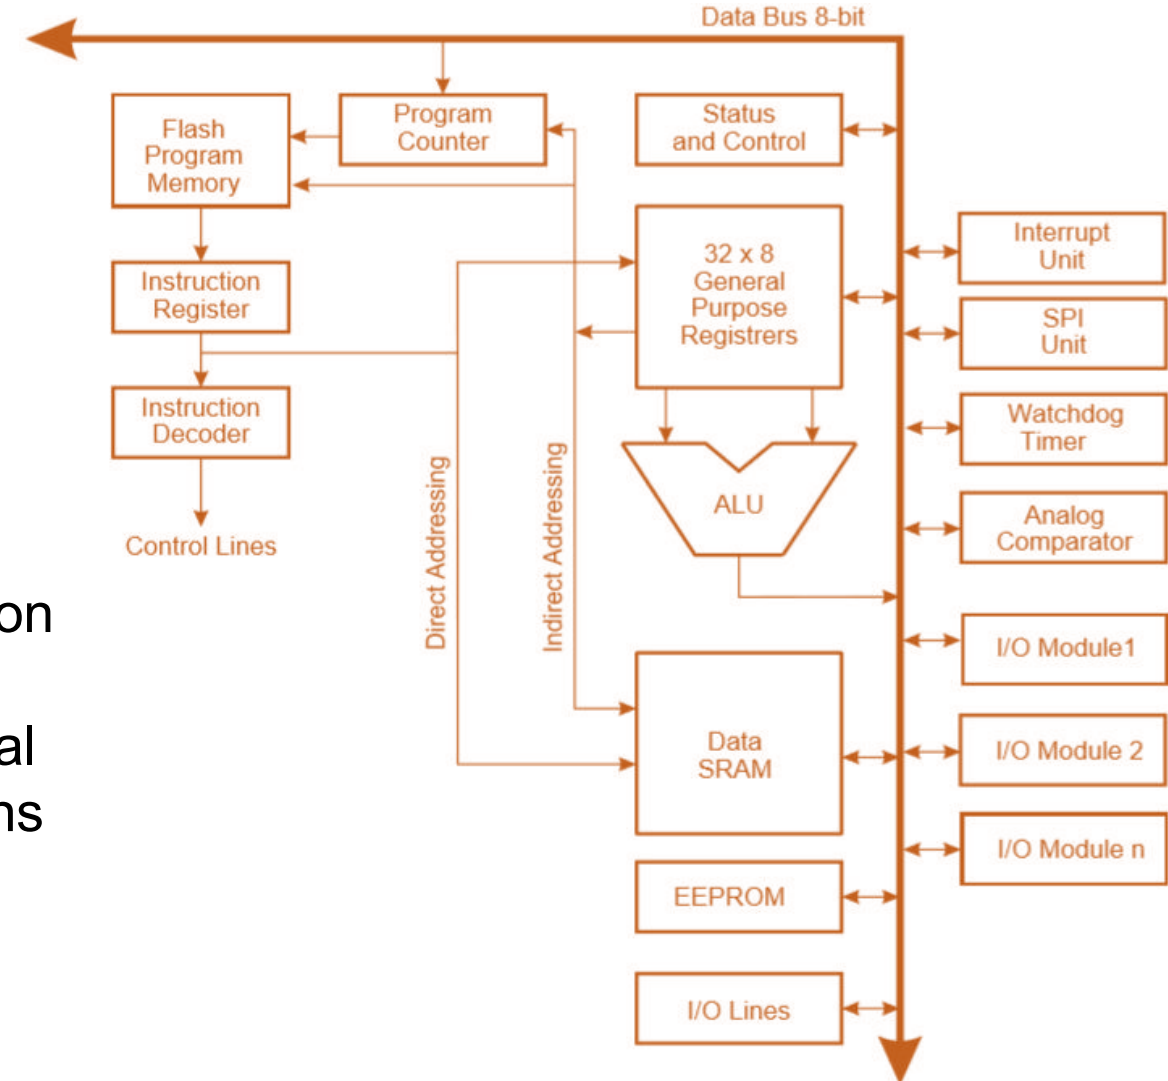 Data Bus 8-bit
Flash
Program
Memory
Program
Counter
Status
and Control
Instruction
Register
32 x 8
General
Purpose
Registrers
Interrupt
Unit
SPI
Unit
Instruction
Decoder
Watchdog
Timer
Control Lines
Direct Addressing
Indirect Addressing
ALU
Analog
Comparator
on
al
ns
I/O Module1
Data
SRAM
I/O Module 2
I/O Module n
EEPROM
I/O Lines